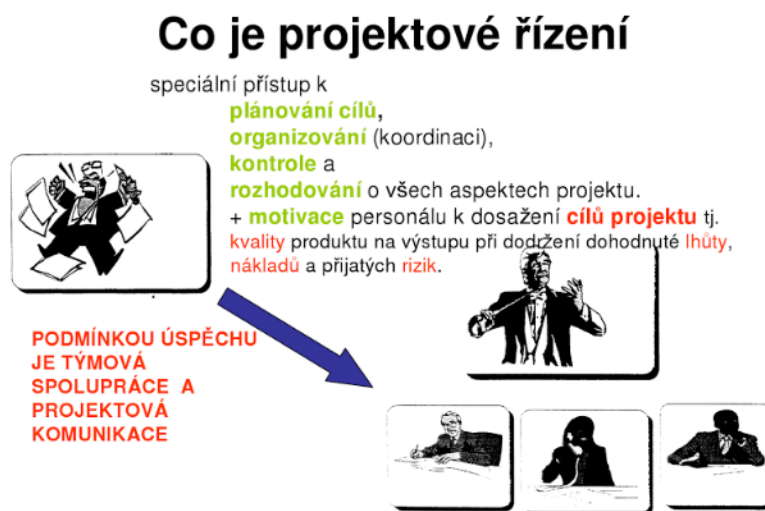 Co je projektové řízení
speciální přístup k
plánování cílů,
organizování (koordinaci),
kontrole a
rozhodování o všech aspektech projektu.
+ motivace personálu k dosažení cílů projektu tj.
kvality produktu na výstupu při dodržení dohodnuté lhůty,
nákladů a přijatých rizik.
PODMÍNKOU ÚSPĚCHU
JE TÝMOVÁ
SPOLUPRÁCE A
PROJEKTOVÁ
KOMUNIKACE